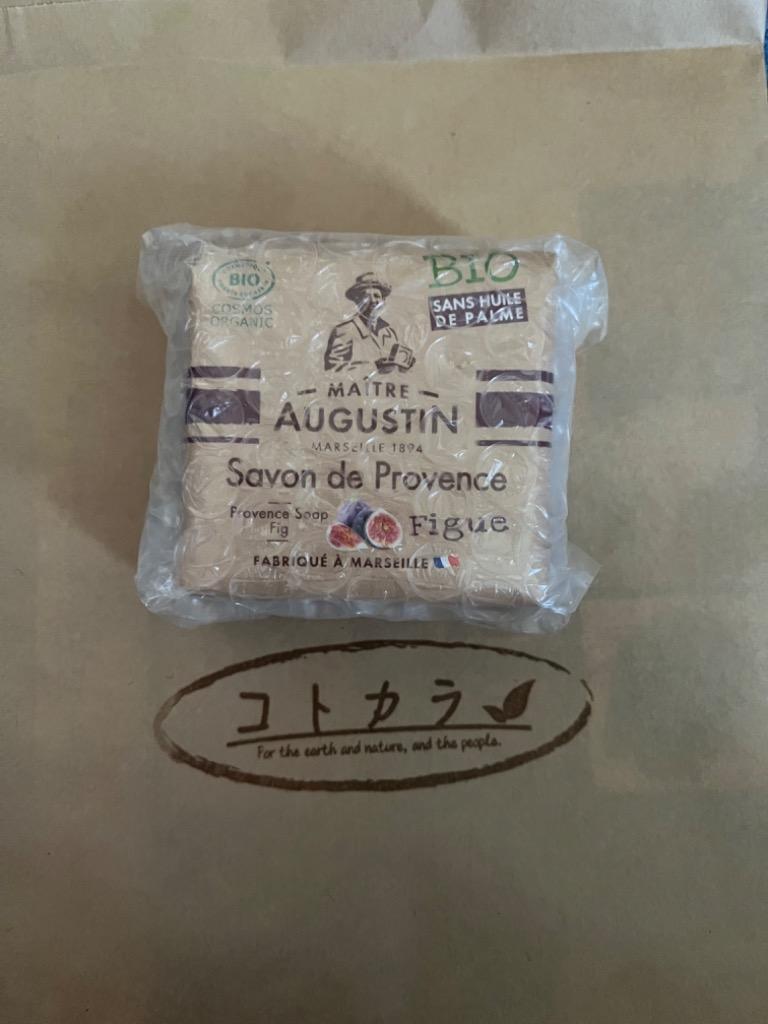 BIO
COSMOS
ORGANIC
BIO
SANS HUILE
DE PALME
MAÎTRE
AUGUSTIN
MARSEILLE 1894
Savon de Provence
Provence Soap
Fig
Figue
FABRIQUÉ À MARSEILLE
コトカラ
For the earth and nature, and the people.